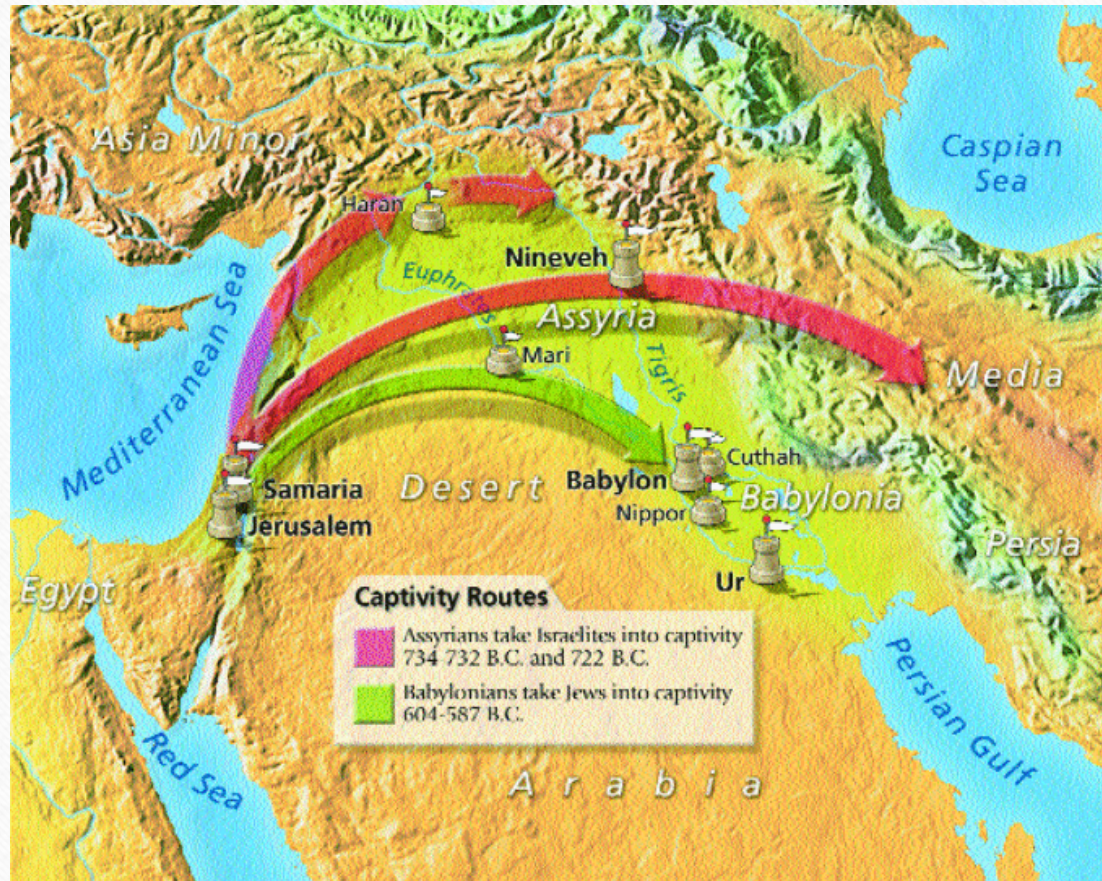 Asia Minor
Caspian
Sea
Haran
Nineveh
Euphrates
Assyria
Mediterranean Sea
Mari
Tigris
Media
Cuthah
Samaria
Desert
Babylon
Babylonia
Nippor
Jerusalem
Persia
Egypt
Ur
Captivity Routes
Assyrians take Israelites into captivity
734-732 B.C. and 722 B.C.
Babylonians take Jews into captivity
604-587 B.C.
Persian Gulf
Red Sea
Arabia